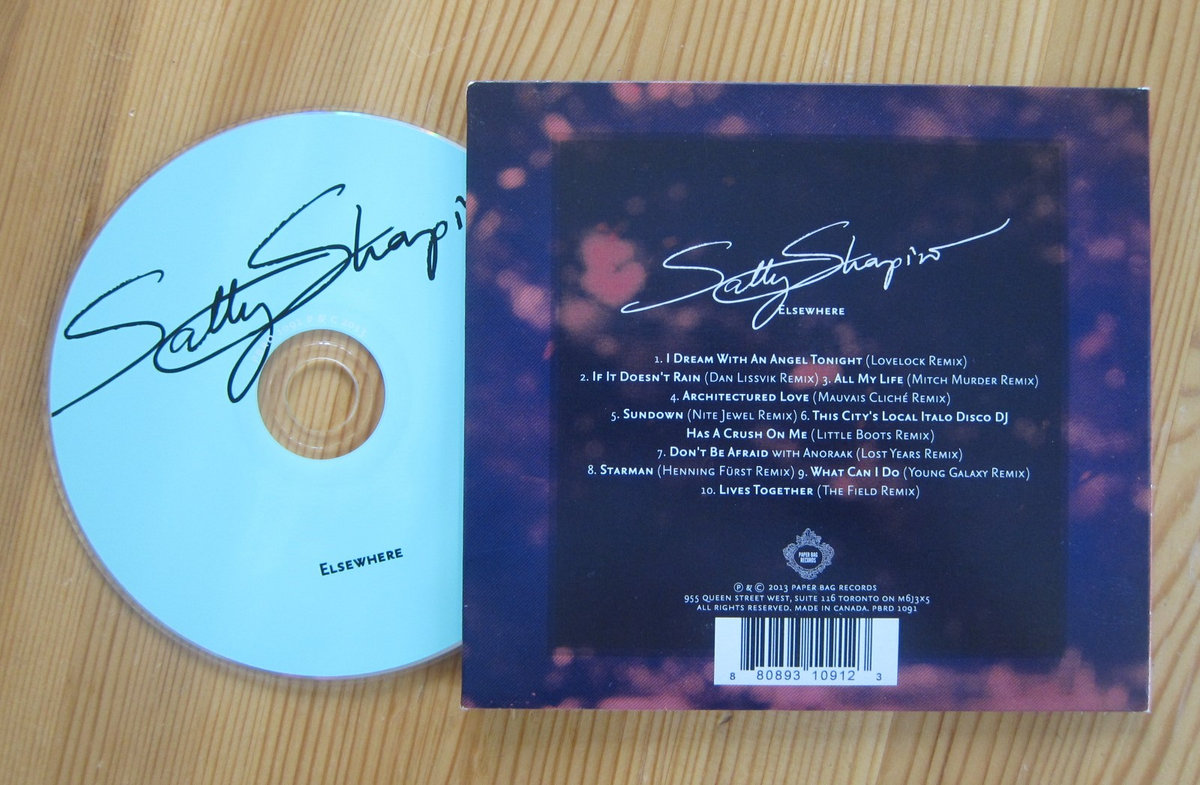 Sally Shapiro
P & C 2013
Elsewhere
Sally Shapiro
Elsewhere
1. I Dream With An Angel Tonight (Lovelock Remix)
2. If It Doesn't Rain (Dan Lissvik Remix) 3. All My Life (Mitch Murder Remix)
4. Architectured Love (Mauvais Cliché Remix)
5. Sundown (Nite Jewel Remix) 6. This City's Local Italo Disco DJ
Has A Crush On Me (Little Boots Remix)
7. Don't Be Afraid with Anoraak (Lost Years Remix)
8. Starman (Henning Fürst Remix) 9. What Can I Do (Young Galaxy Remix)
10. Lives Together (The Field Remix)
PAPER BAG
RECORDS
℗ & © 2013 PAPER BAG RECORDS
955 QUEEN STREET WEST, SUITE 116 TORONTO ON M6J3X5
ALL RIGHTS RESERVED. MADE IN CANADA. PBRD 1091
8 80893 10912 3